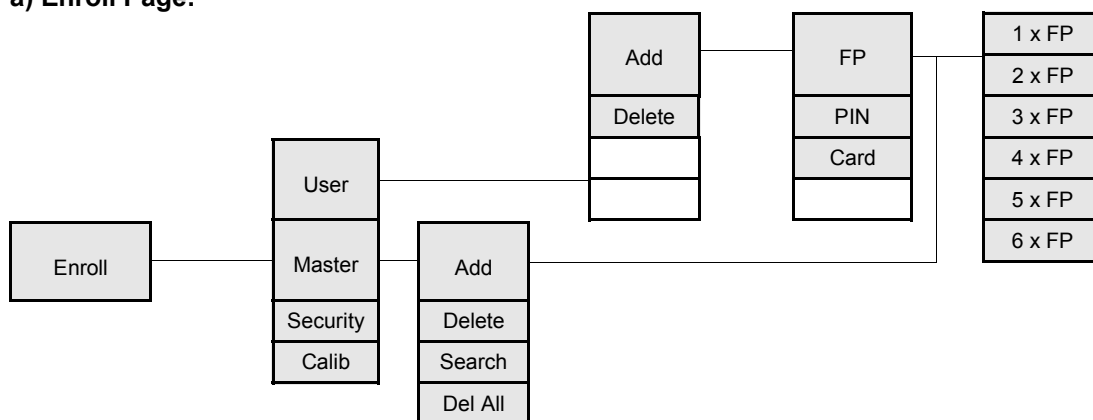 a) Enroll Page:
Enroll
User
Master
Security
Calib
Add
Delete
Search
Del All
Add
Delete
FP
PIN
Card
1 x FP
2 x FP
3 x FP
4 x FP
5 x FP
6 x FP